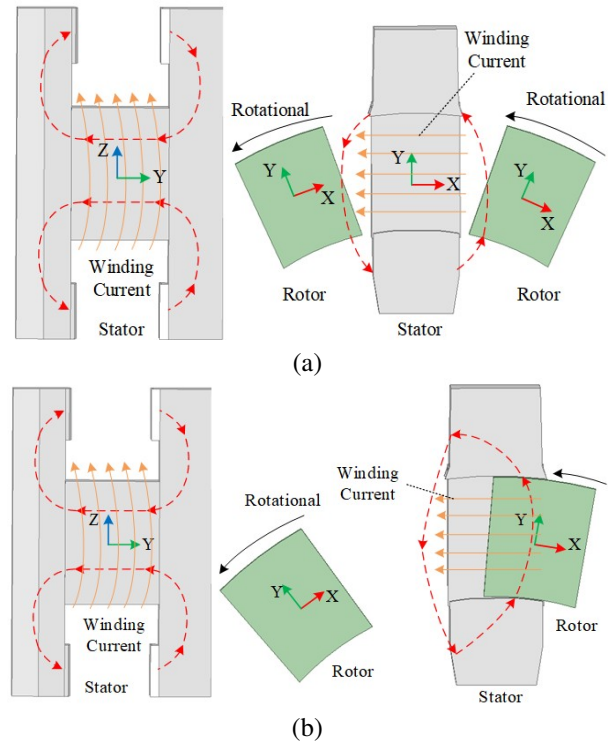 Z
Y
Winding
Current
Stator
Winding
Current
Rotational
Y
X
Rotor
Y
X
Stator
Rotational
Y
X
Rotor
(a)
Z
Y
Winding
Current
Stator
Rotational
Y
X
Rotor
Winding
Current
Y
X
Rotor
Stator
(b)